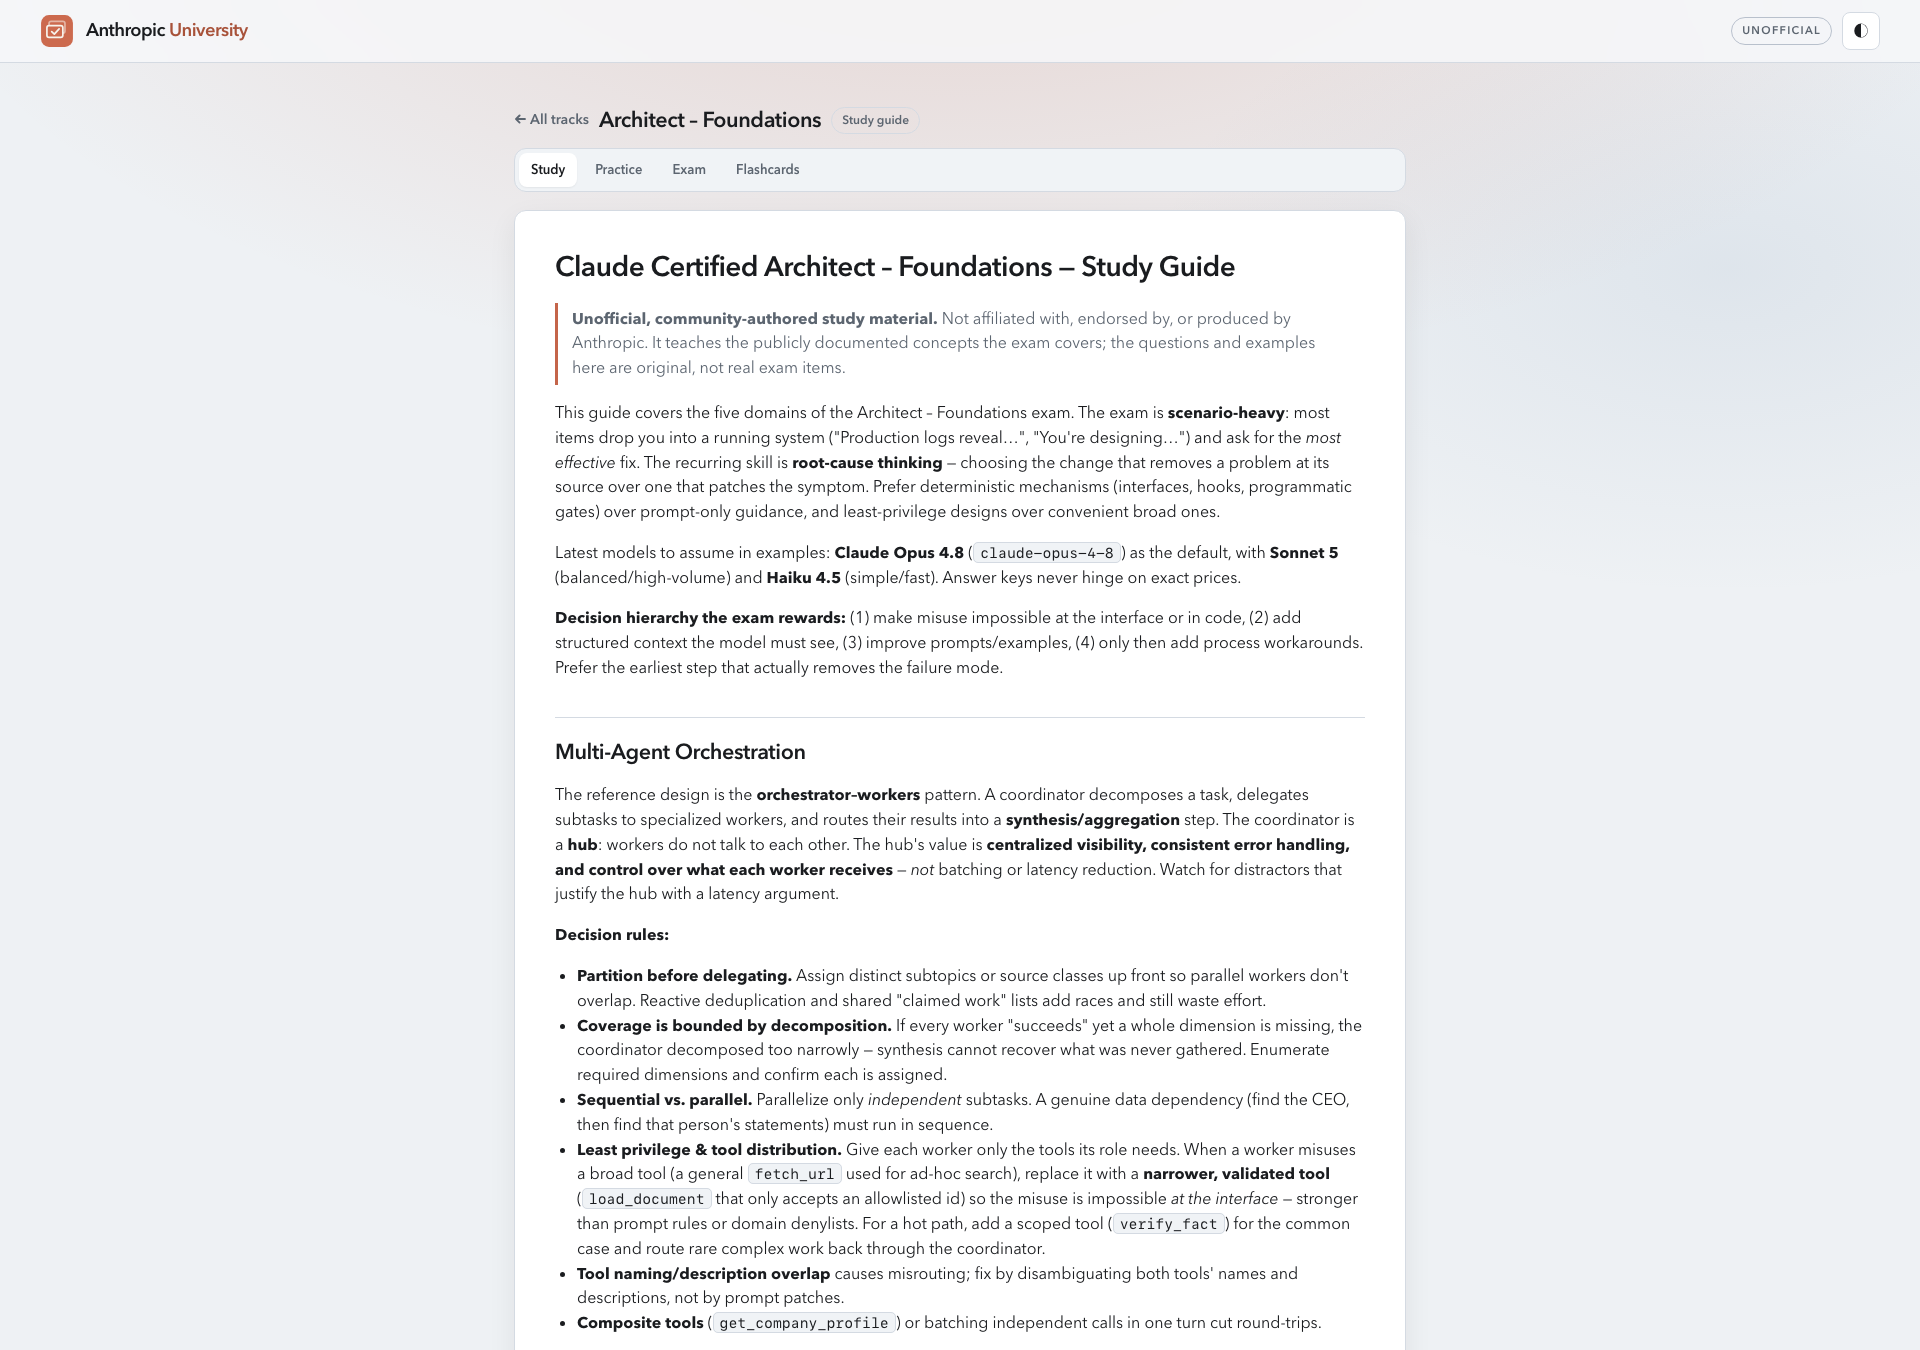 Anthropic University
UNOFFICIAL
← All tracks Architect – Foundations Study guide
Study Practice Exam Flashcards
Claude Certified Architect – Foundations — Study Guide
Unofficial, community-authored study material. Not affiliated with, endorsed by, or produced by
Anthropic. It teaches the publicly documented concepts the exam covers; the questions and examples
here are original, not real exam items.
This guide covers the five domains of the Architect – Foundations exam. The exam is scenario-heavy: most
items drop you into a running system ("Production logs reveal…", "You're designing…") and ask for the most
effective fix. The recurring skill is root-cause thinking — choosing the change that removes a problem at its
source over one that patches the symptom. Prefer deterministic mechanisms (interfaces, hooks, programmatic
gates) over prompt-only guidance, and least-privilege designs over convenient broad ones.
Latest models to assume in examples: Claude Opus 4.8 (claude-opus-4-8) as the default, with Sonnet 5
(balanced/high-volume) and Haiku 4.5 (simple/fast). Answer keys never hinge on exact prices.
Decision hierarchy the exam rewards: (1) make misuse impossible at the interface or in code, (2) add
structured context the model must see, (3) improve prompts/examples, (4) only then add process workarounds.
Prefer the earliest step that actually removes the failure mode.
Multi-Agent Orchestration
The reference design is the orchestrator–workers pattern. A coordinator decomposes a task, delegates
subtasks to specialized workers, and routes their results into a synthesis/aggregation step. The coordinator is
a hub: workers do not talk to each other. The hub's value is centralized visibility, consistent error handling,
and control over what each worker receives — not batching or latency reduction. Watch for distractors that
justify the hub with a latency argument.
Decision rules:
• Partition before delegating. Assign distinct subtopics or source classes up front so parallel workers don't
overlap. Reactive deduplication and shared "claimed work" lists add races and still waste effort.
• Coverage is bounded by decomposition. If every worker "succeeds" yet a whole dimension is missing, the
coordinator decomposed too narrowly — synthesis cannot recover what was never gathered. Enumerate
required dimensions and confirm each is assigned.
• Sequential vs. parallel. Parallelize only independent subtasks. A genuine data dependency (find the CEO,
then find that person's statements) must run in sequence.
• Least privilege & tool distribution. Give each worker only the tools its role needs. When a worker misuses
a broad tool (a general fetch_url used for ad-hoc search), replace it with a narrower, validated tool
(load_document that only accepts an allowlisted id) so the misuse is impossible at the interface — stronger
than prompt rules or domain denylists. For a hot path, add a scoped tool (verify_fact) for the common
case and route rare complex work back through the coordinator.
• Tool naming/description overlap causes misrouting; fix by disambiguating both tools' names and
descriptions, not by prompt patches.
• Composite tools (get_company_profile) or batching independent calls in one turn cut round-trips.